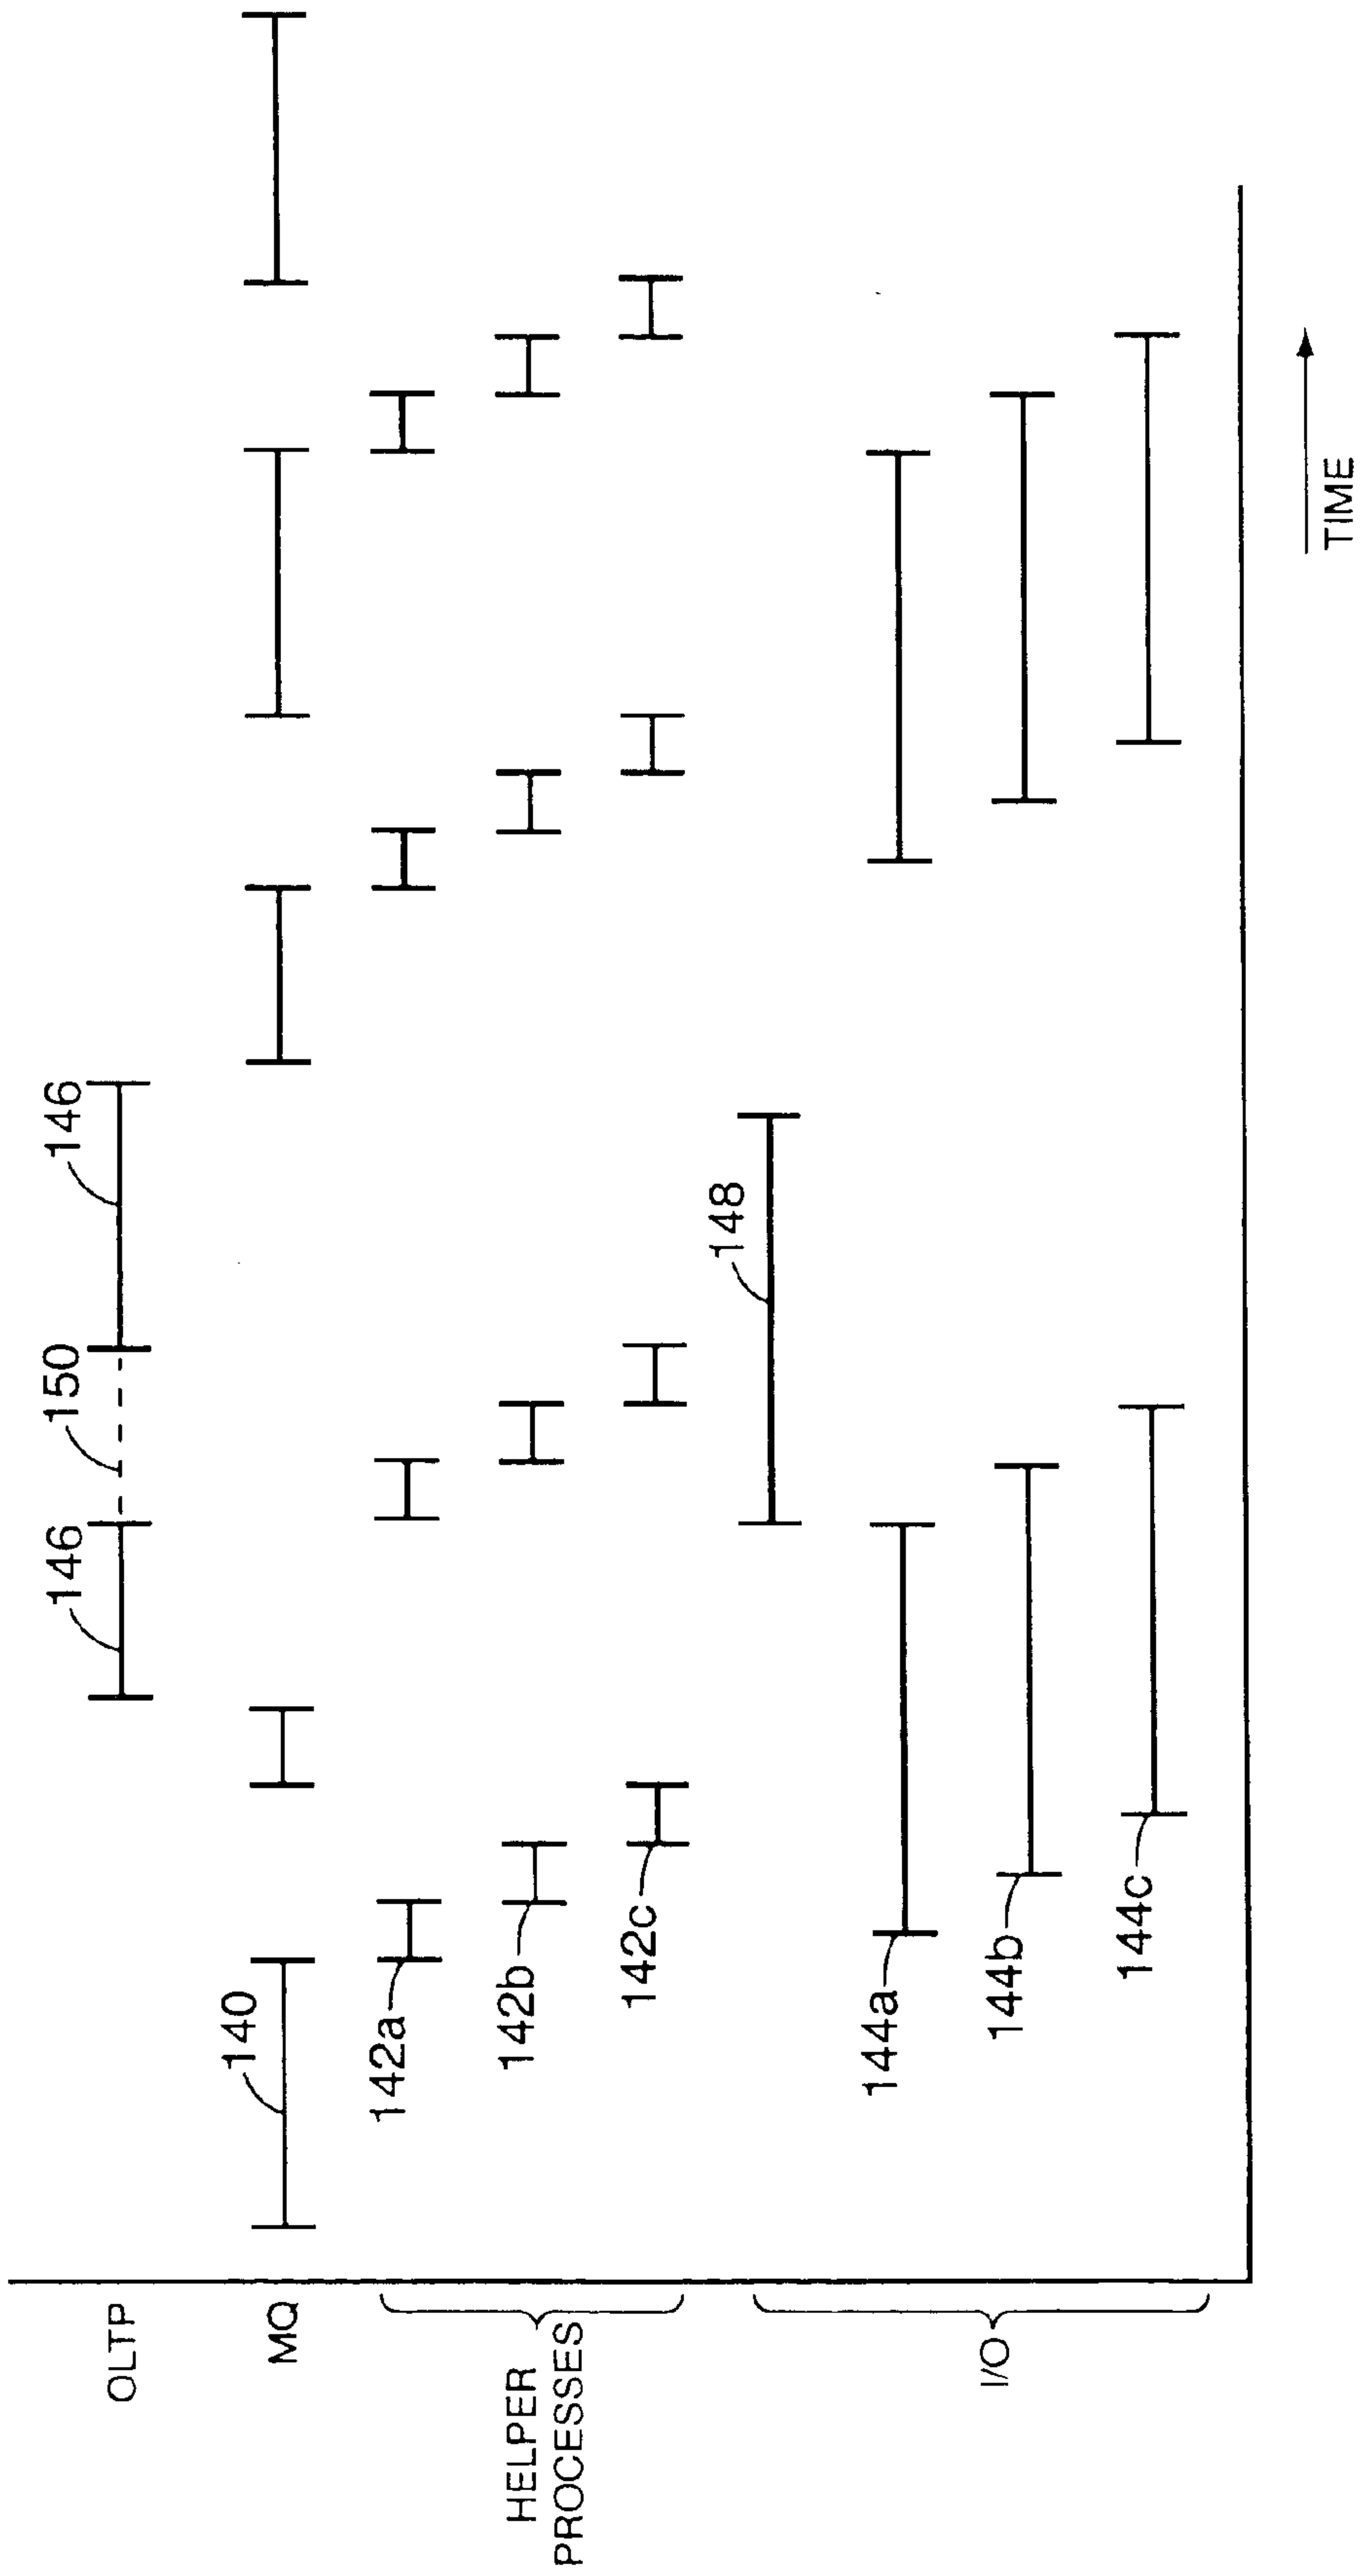 OLTP
146
150
146
MQ
140
HELPER
PROCESSES
142a
142b
142c
I/O
148
144a
144b
144c
TIME